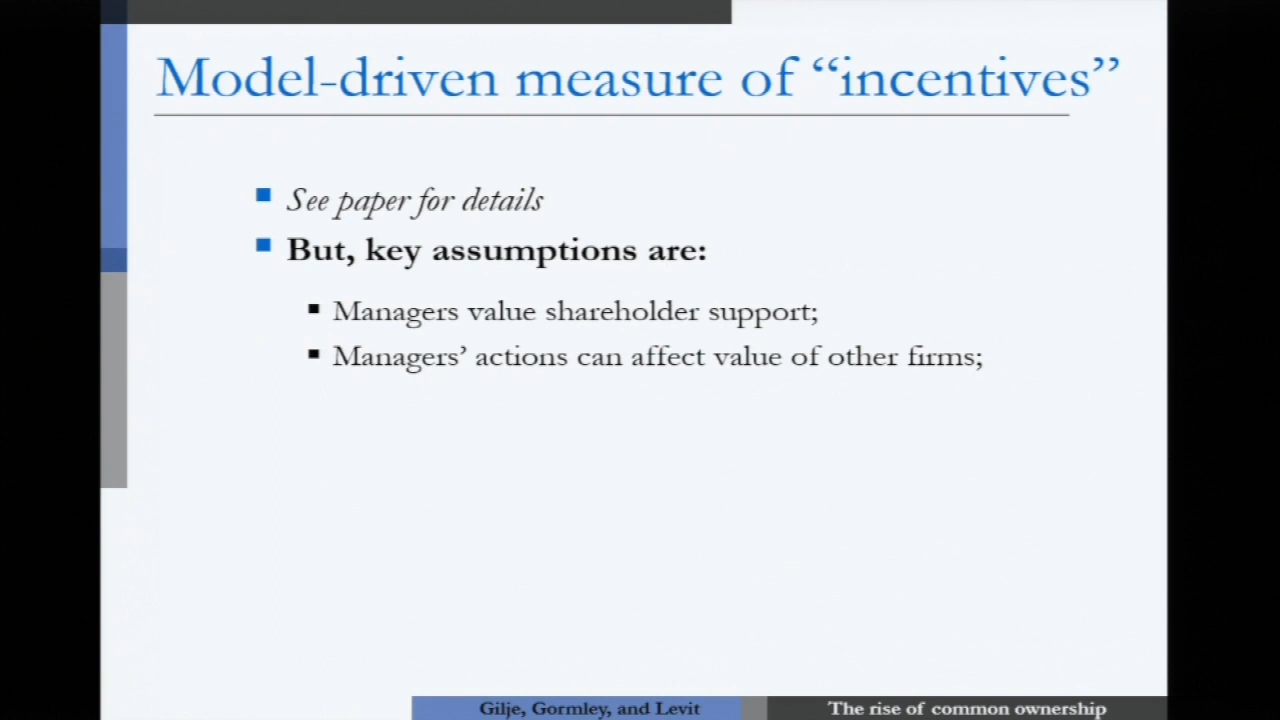 Model-driven measure of “incentives”
See paper for details
But, key assumptions are:
Managers value shareholder support;
Managers’ actions can affect value of other firms;
Gilje, Gormley, and Levit
The rise of common ownership